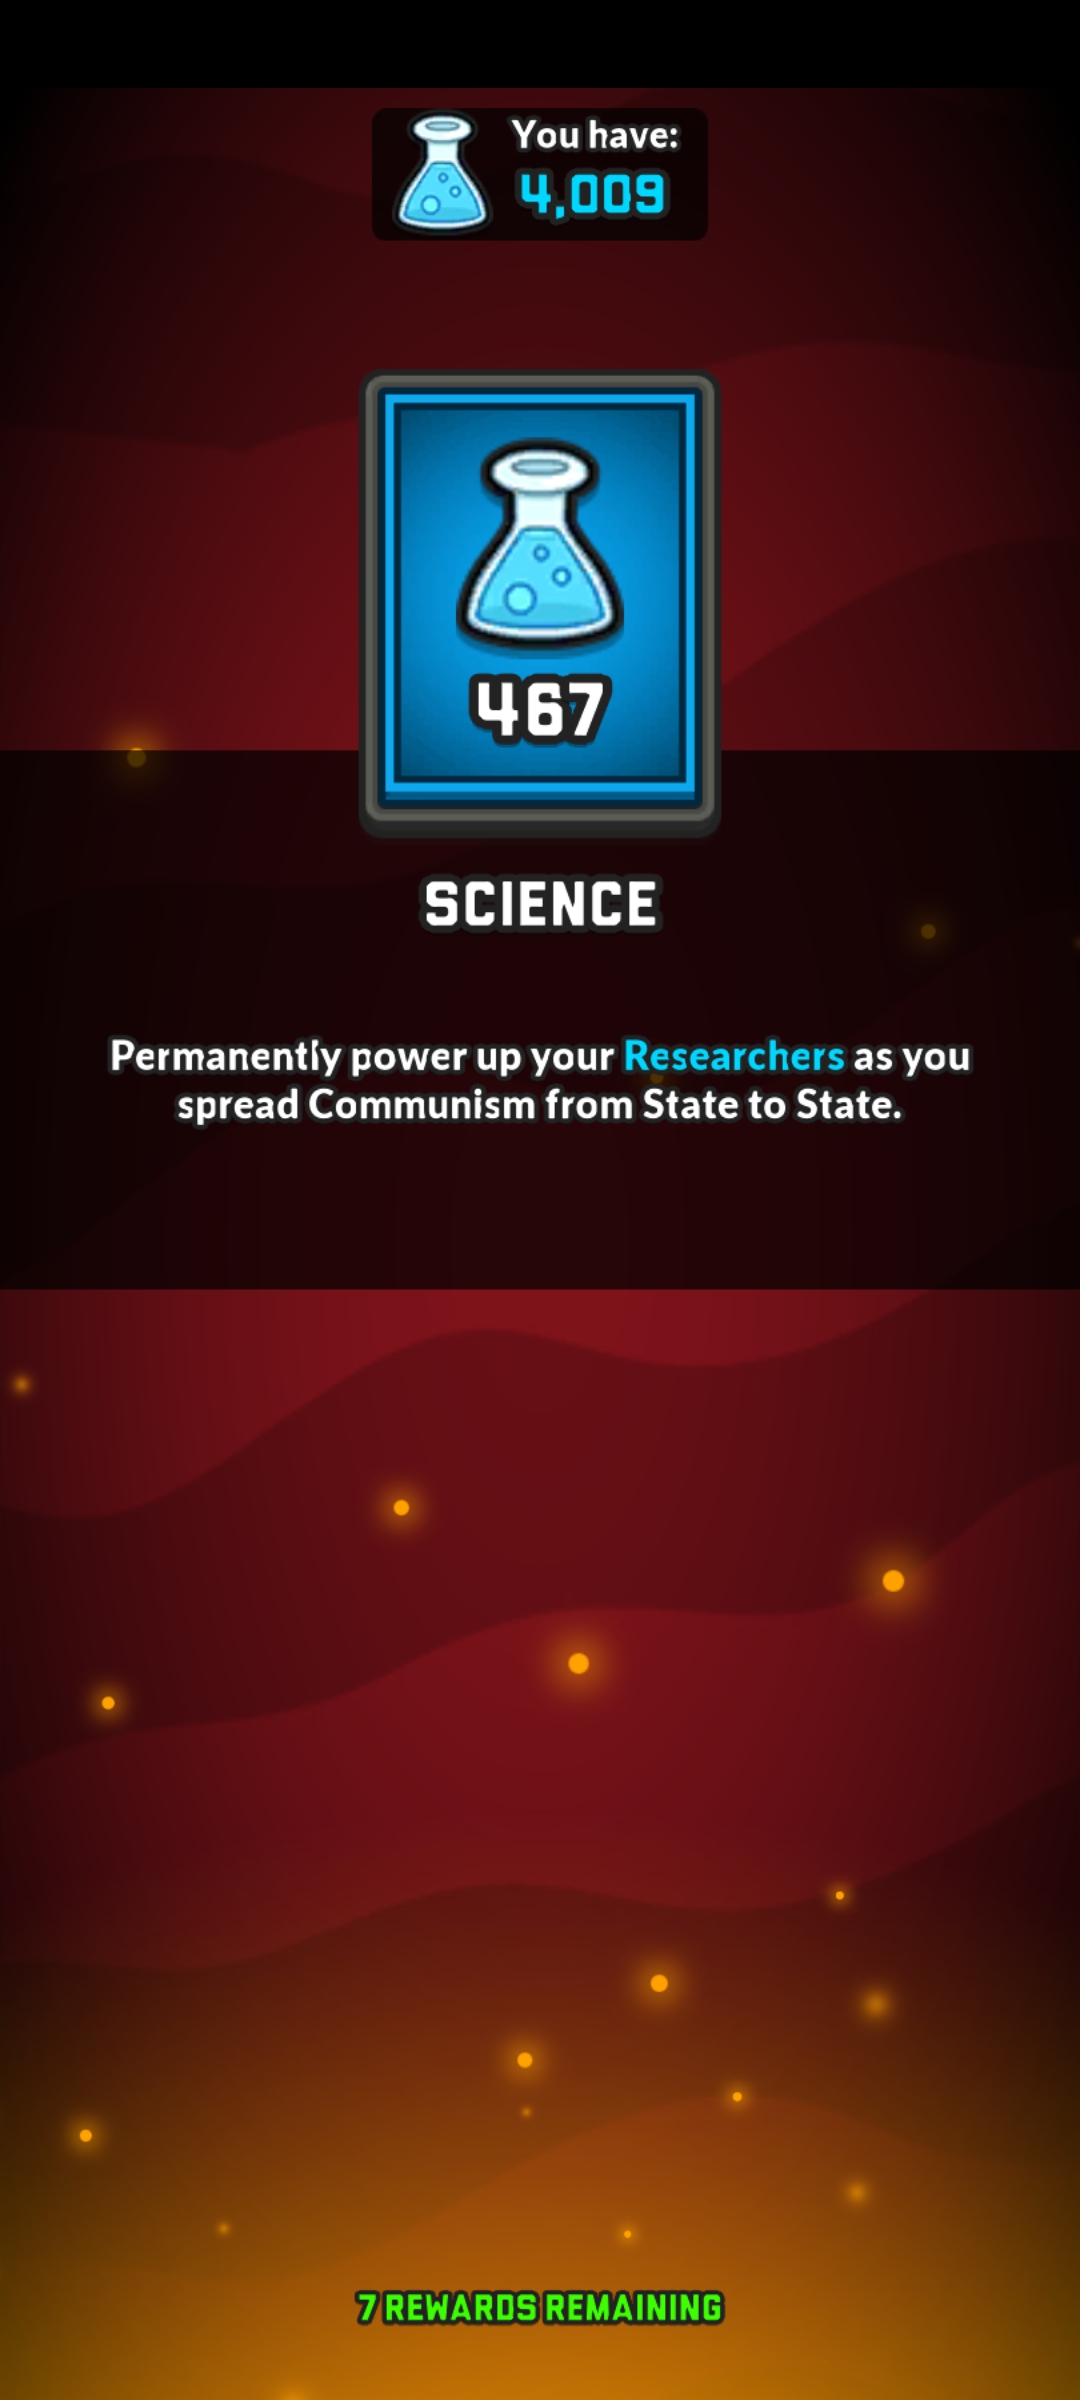 You have:
4,009
467
SCIENCE
Permanently power up your Researchers as you
spread Communism from State to State.
7 REWARDS REMAINING